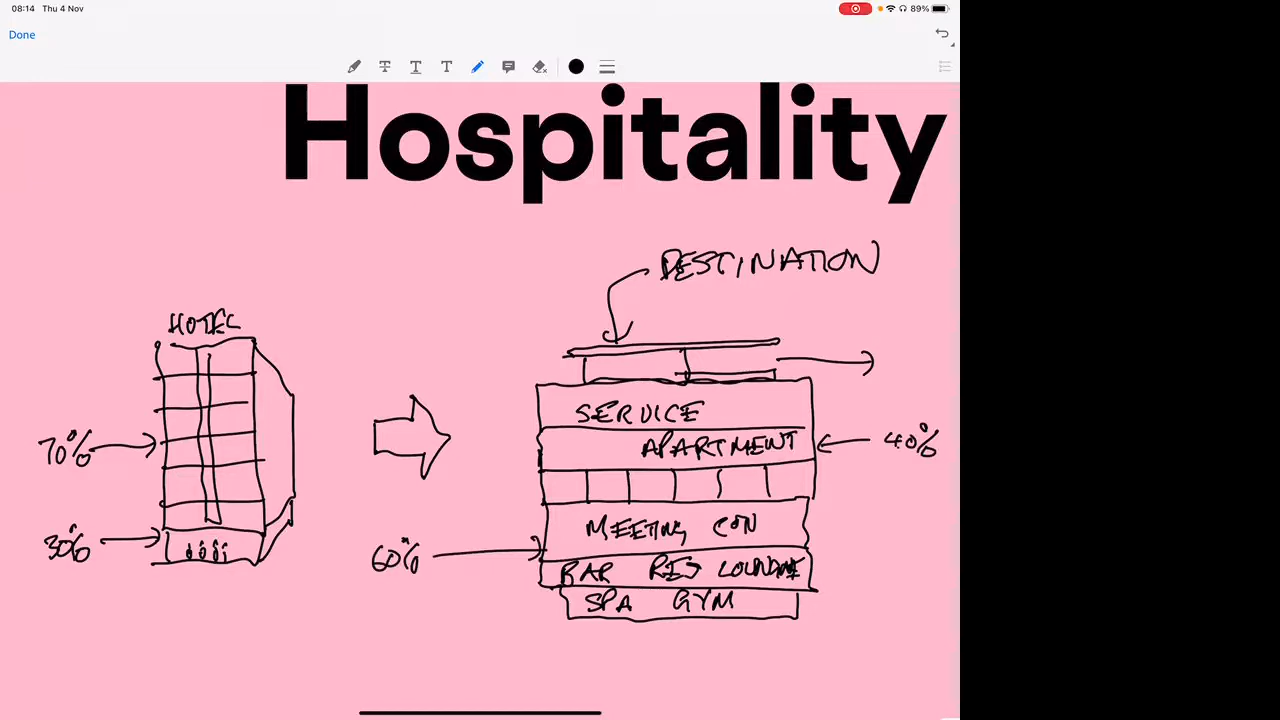 08:14 Thu 4 Nov 89%
Done
T T T
Hospitality
DESTINATION
HOTEL
SERVICE
APARTMENT
70%
40%
MEETING CON
30%
60%
BAR RES LOUNGE
SPA GYM